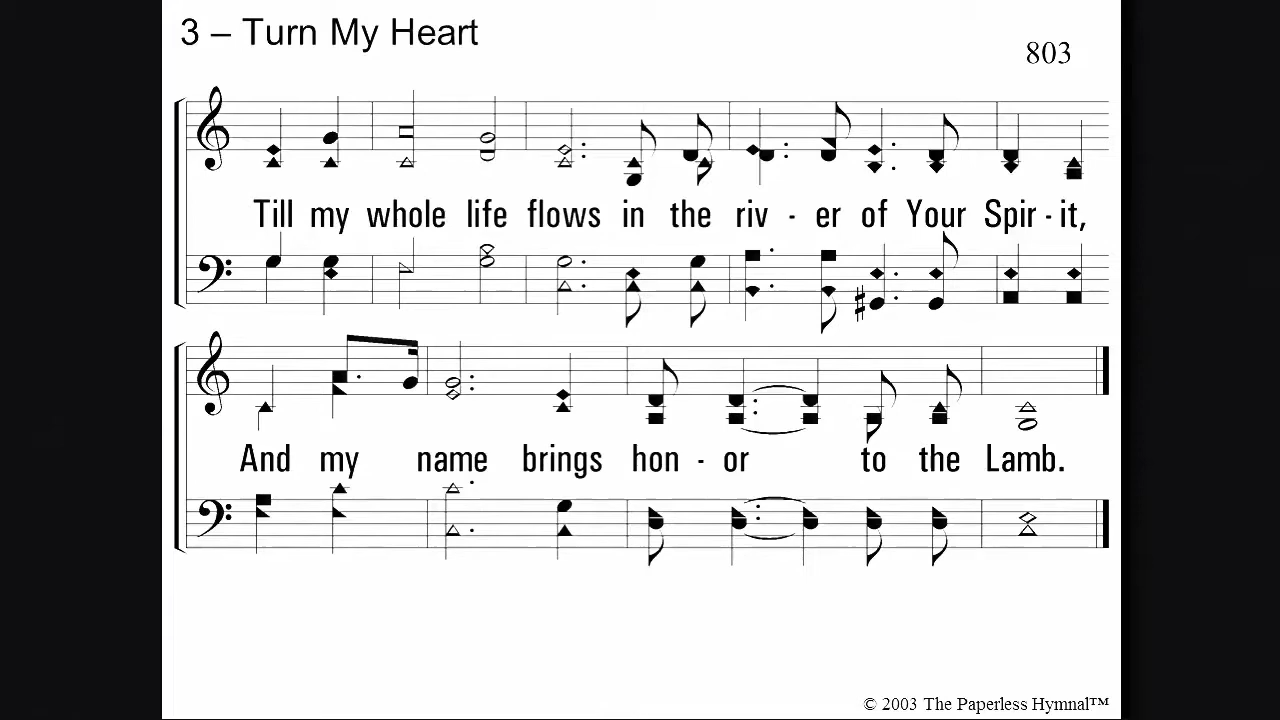 3 – Turn My Heart
803
Till my whole life flows in the riv - er of Your Spir - it,
And my name brings hon - or to the Lamb.
© 2003 The Paperless Hymnal™